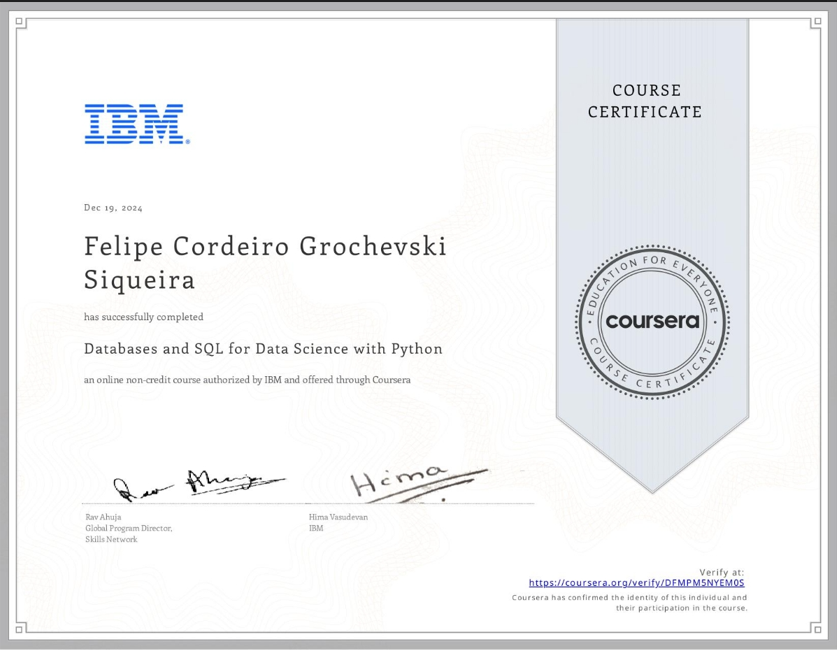 COURSE
CERTIFICATE
IBM®
Dec 19, 2024
Felipe Cordeiro Grochevski
Siqueira
has successfully completed
Databases and SQL for Data Science with Python
an online non-credit course authorized by IBM and offered through Coursera
EDUCATION FOR EVERYONE
coursera
COURSE CERTIFICATE
Rav Ahuja
Hima
Rav Ahuja
Global Program Director,
Skills Network
Hima Vasudevan
IBM
Verify at:
https://coursera.org/verify/DFMPM5NYEM0S
Coursera has confirmed the identity of this individual and
their participation in the course.